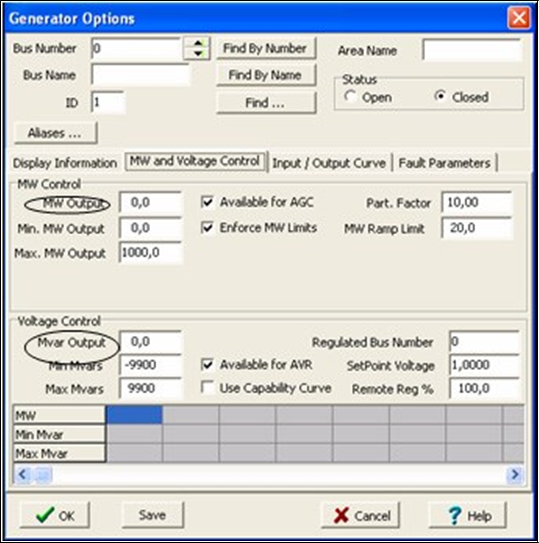 Generator Options
Bus Number 0 Find By Number Area Name
Bus Name Find By Name Status
ID 1 Find ... Open Closed
Aliases ...
Display Information MW and Voltage Control Input / Output Curve Fault Parameters
MW Control
MW Output 0,0 Available for AGC Part. Factor 10,00
Min. MW Output 0,0 Enforce MW Limits MW Ramp Limit 20,0
Max. MW Output 1000,0
Voltage Control
Mvar Output 0,0 Regulated Bus Number 0
Min Mvars -9900 Available for AVR SetPoint Voltage 1,0000
Max Mvars 9900 Use Capability Curve Remote Reg % 100,0
MW
Min Mvar
Max Mvar
OK Save Cancel ? Help